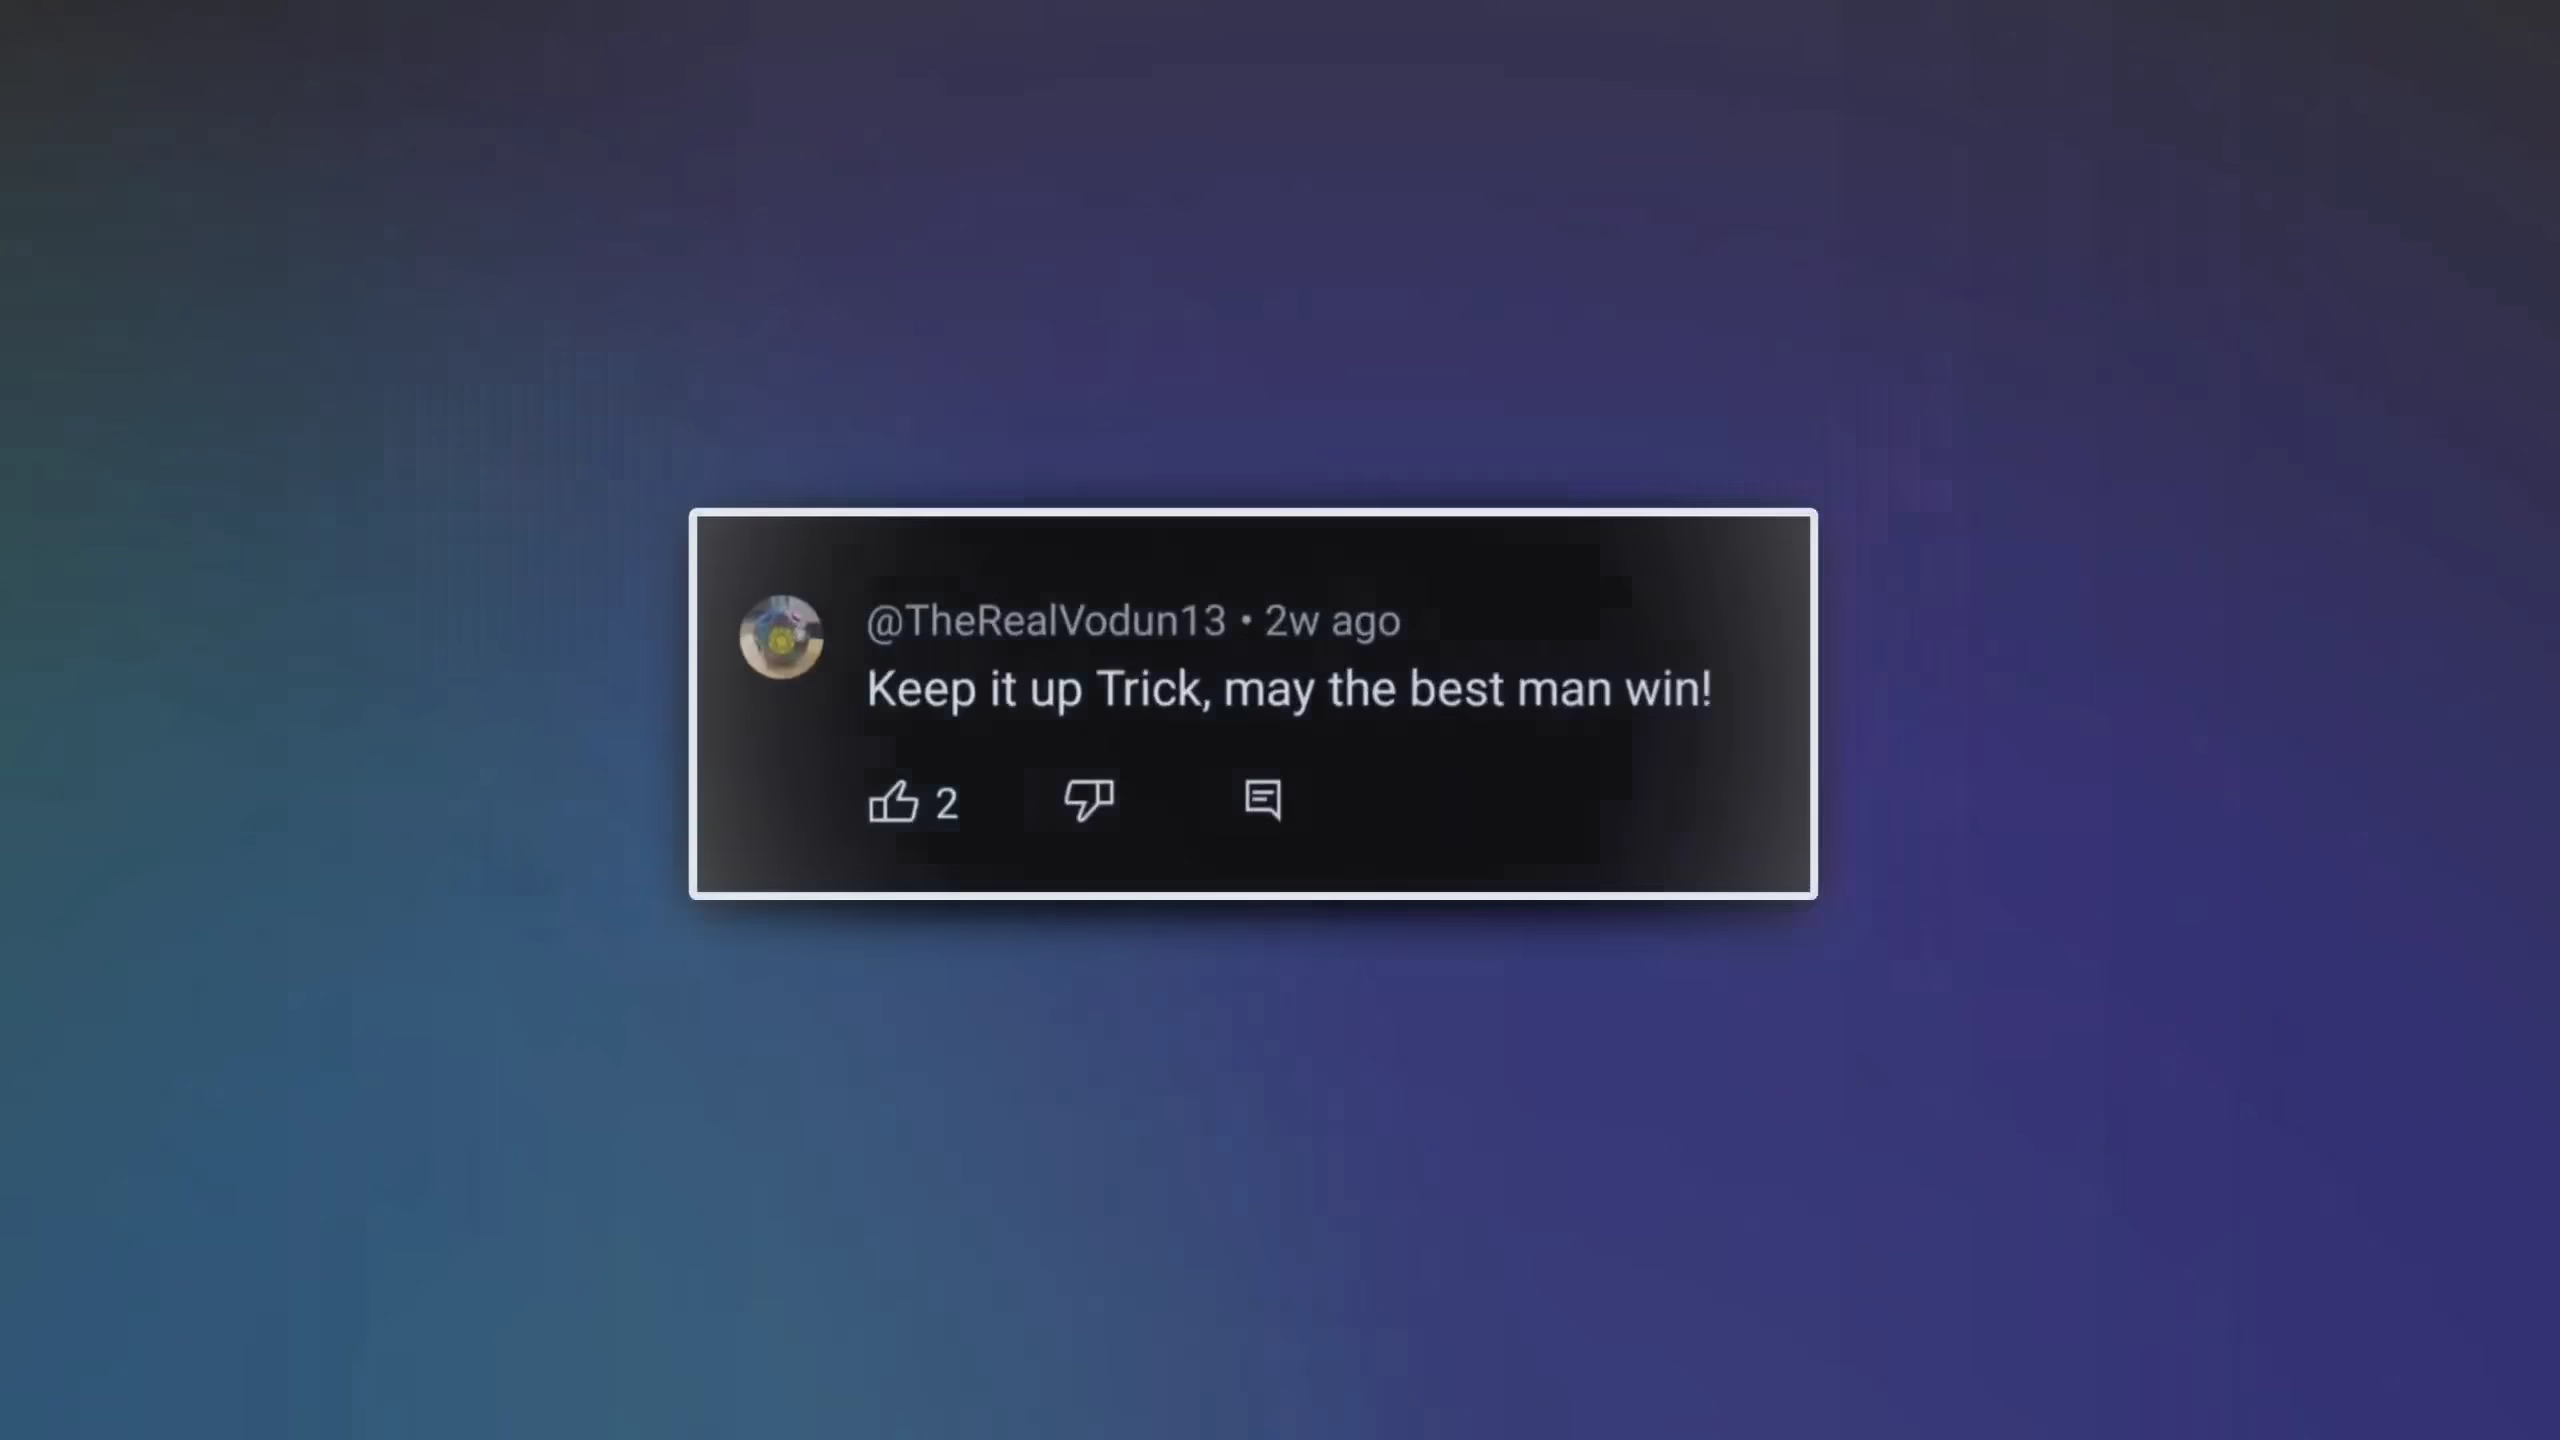 @TheRealVodun13 • 2w ago
Keep it up Trick, may the best man win!
2